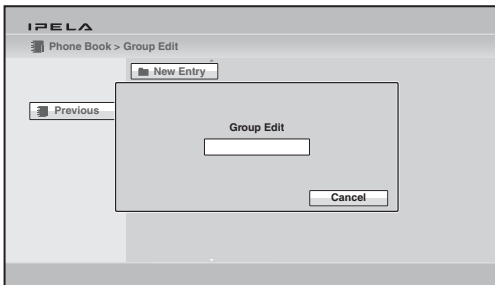 IPELA
Phone Book > Group Edit
New Entry
Previous
Group Edit
Cancel